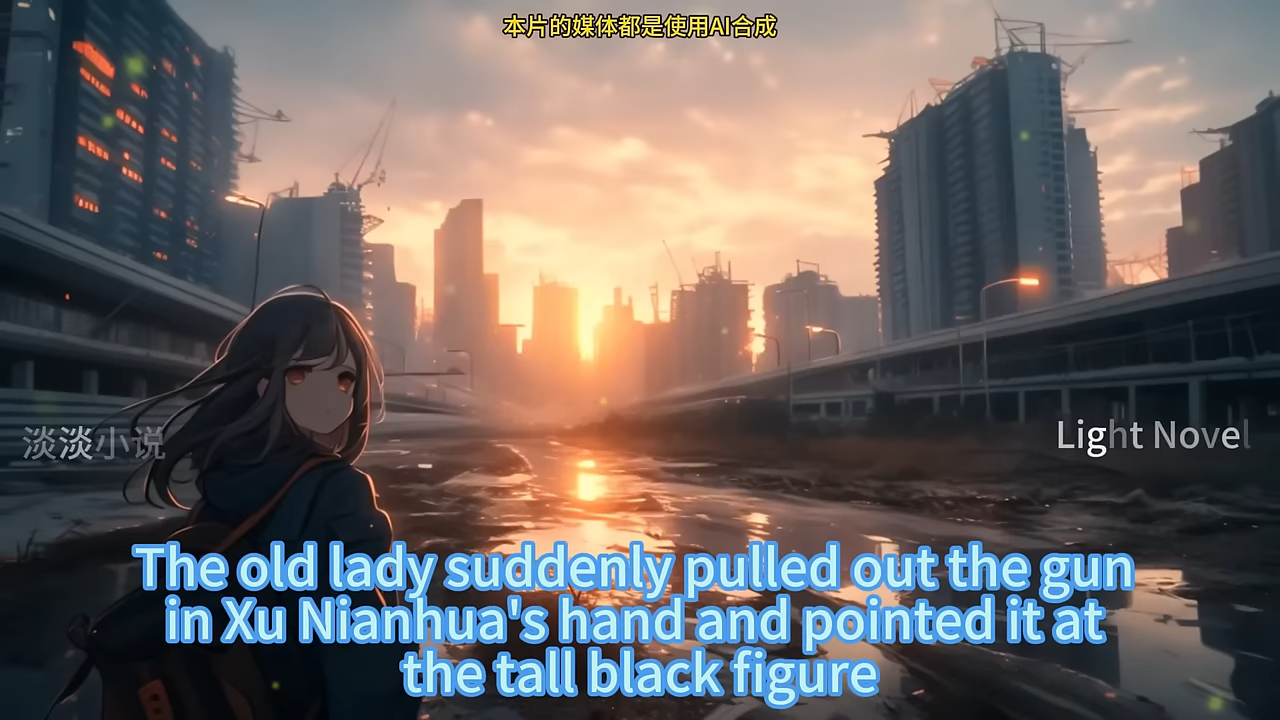 本片的媒体都是使用AI合成
淡淡小说
Light Novel
The old lady suddenly pulled out the gun
in Xu Nianhua's hand and pointed it at
the tall black figure